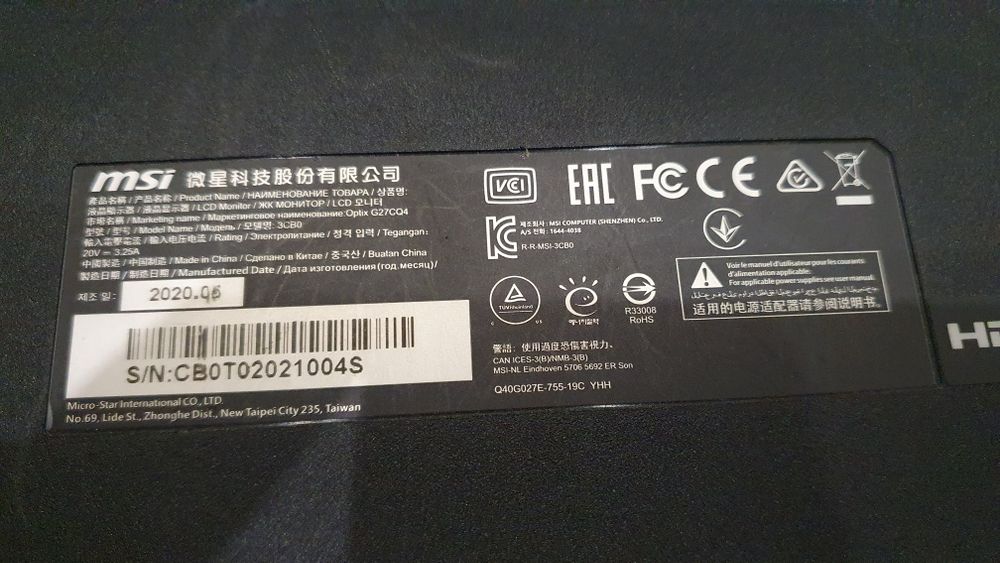 msi 微星科技股份有限公司
產品名稱 / 产品名称 / Product Name / НАИМЕНОВАНИЕ ТОВАРА / 상품명:
液晶顯示器 / 液晶显示器 / LCD Monitor / ЖК МОНИТОР / LCD 모니터
市場名稱 / Marketing name / Маркетинговое наименование: Optix G27CQ4
型號 / 型号 / Model Name / Модель / 모델명: 3CB0
輸入電壓電流 / 输入电压电流 / Rating / Электропитание / 정격 입력 / Tegangan:
20V ⎓ 3.25A
中國製造 / 中国制造 / Made in China / Сделано в Китае / 중국산 / Buatan China
製造日期 / 制造日期 / Manufactured Date / Дата изготовления (год.месяц)/
제조 일: 2020.06
S/N:CB0T02021004S
Micro-Star International CO., LTD.
No.69, Lide St., Zhonghe Dist., New Taipei City 235, Taiwan
VCCI EAC FC CE
제조회사: MSI COMPUTER (SHENZHEN) Co., LTD.
A/S 전화: 1644-4038
R-R-MSI-3CB0
Voir le manuel d'utilisateur pour les courants
d'alimentation applicable.
For applicable power supplies see user manual.
适用的电源适配器请参阅说明书.
TÜVRheinland
에너지절약
R33008
RoHS
警語: 使用過度恐傷害視力.
CAN ICES-3(B)/NMB-3(B)
MSI-NL Eindhoven 5706 5692 ER Son
Q40G027E-755-19C YHH